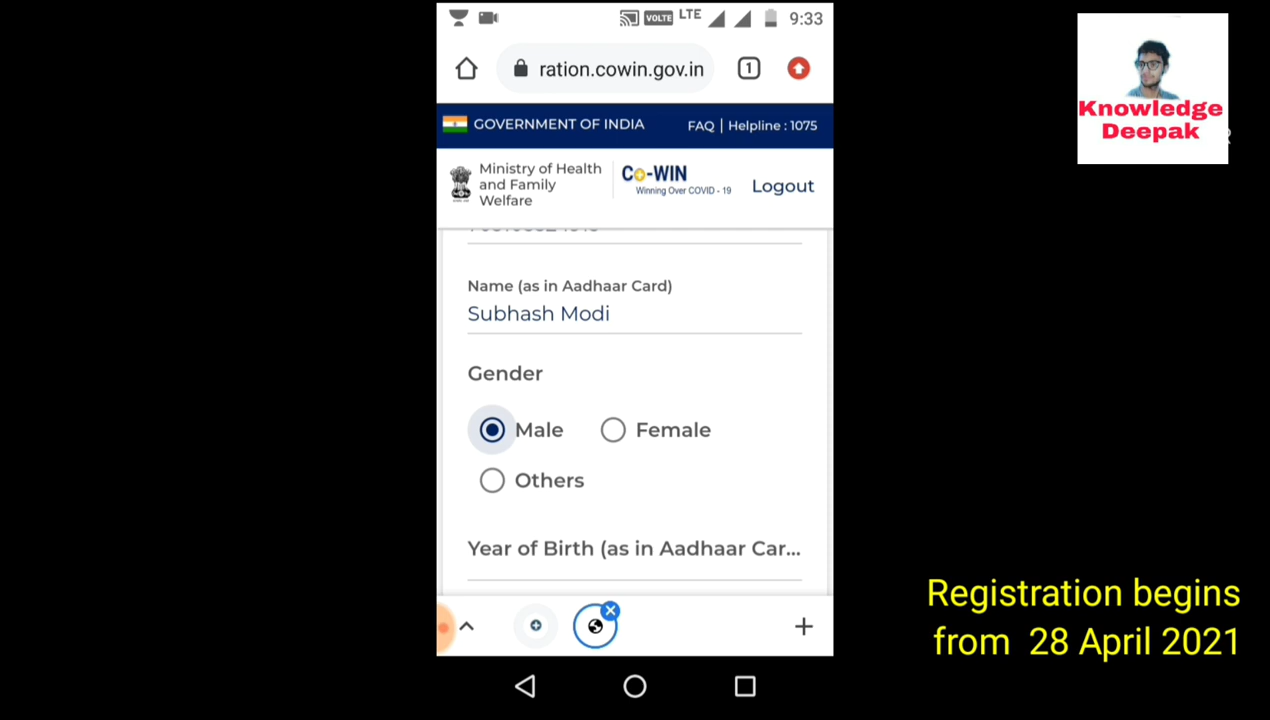 VOLTE LTE 9:33
1
ration.cowin.gov.in
Knowledge
Deepak
GOVERNMENT OF INDIA FAQ | Helpline : 1075
Ministry of Health
and Family
Welfare
Co-WIN
Winning Over COVID - 19
Logout
Name (as in Aadhaar Card)
Subhash Modi
Gender
Male Female
Others
Year of Birth (as in Aadhaar Car...
Registration begins
from 28 April 2021